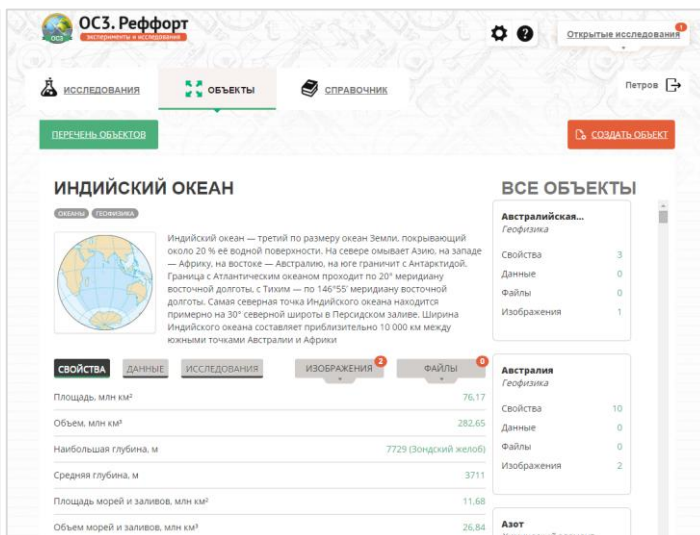 ОС3. Реффорт
эксперименты и исследования
ОС3
Открытые исследования
1
ИССЛЕДОВАНИЯ
ОБЪЕКТЫ
СПРАВОЧНИК
Петров
ПЕРЕЧЕНЬ ОБЪЕКТОВ
СОЗДАТЬ ОБЪЕКТ
ИНДИЙСКИЙ ОКЕАН
ОКЕАНЫ ГЕОФИЗИКА
Индийский океан — третий по размеру океан Земли, покрывающий
около 20 % её водной поверхности. На севере омывает Азию, на западе
— Африку, на востоке — Австралию, на юге граничит с Антарктидой.
Граница с Атлантическим океаном проходит по 20° меридиану
восточной долготы, с Тихим — по 146°55' меридиану восточной
долготы. Самая северная точка Индийского океана находится
примерно на 30° северной широты в Персидском заливе. Ширина
Индийского океана составляет приблизительно 10 000 км между
южными точками Австралии и Африки
СВОЙСТВА ДАННЫЕ ИССЛЕДОВАНИЯ ИЗОБРАЖЕНИЯ 2 ФАЙЛЫ 0
Площадь, млн км² 76,17
Объем, млн км³ 282,65
Наибольшая глубина, м 7729 (Зондский желоб)
Средняя глубина, м 3711
Площадь морей и заливов, млн км² 11,68
Объем морей и заливов, млн км³ 26,84
ВСЕ ОБЪЕКТЫ
Австралийская...
Геофизика
Свойства 3
Данные 0
Файлы 0
Изображения 1
Австралия
Геофизика
Свойства 10
Данные 0
Файлы 0
Изображения 2
Азот